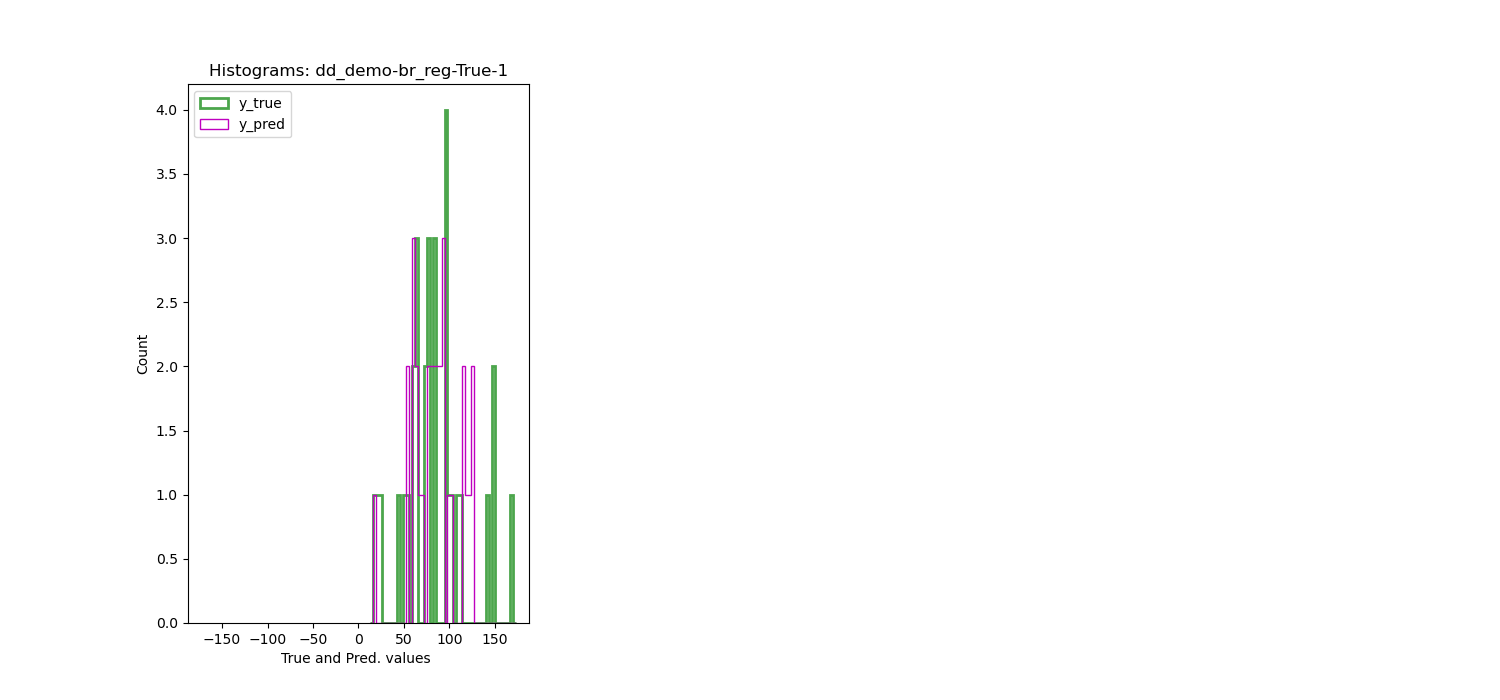 Histograms: dd_demo-br_reg-True-1
y_true
y_pred
4.0
3.5
3.0
2.5
2.0
1.5
1.0
0.5
0.0
Count
−150 −100 −50 0 50 100 150
True and Pred. values